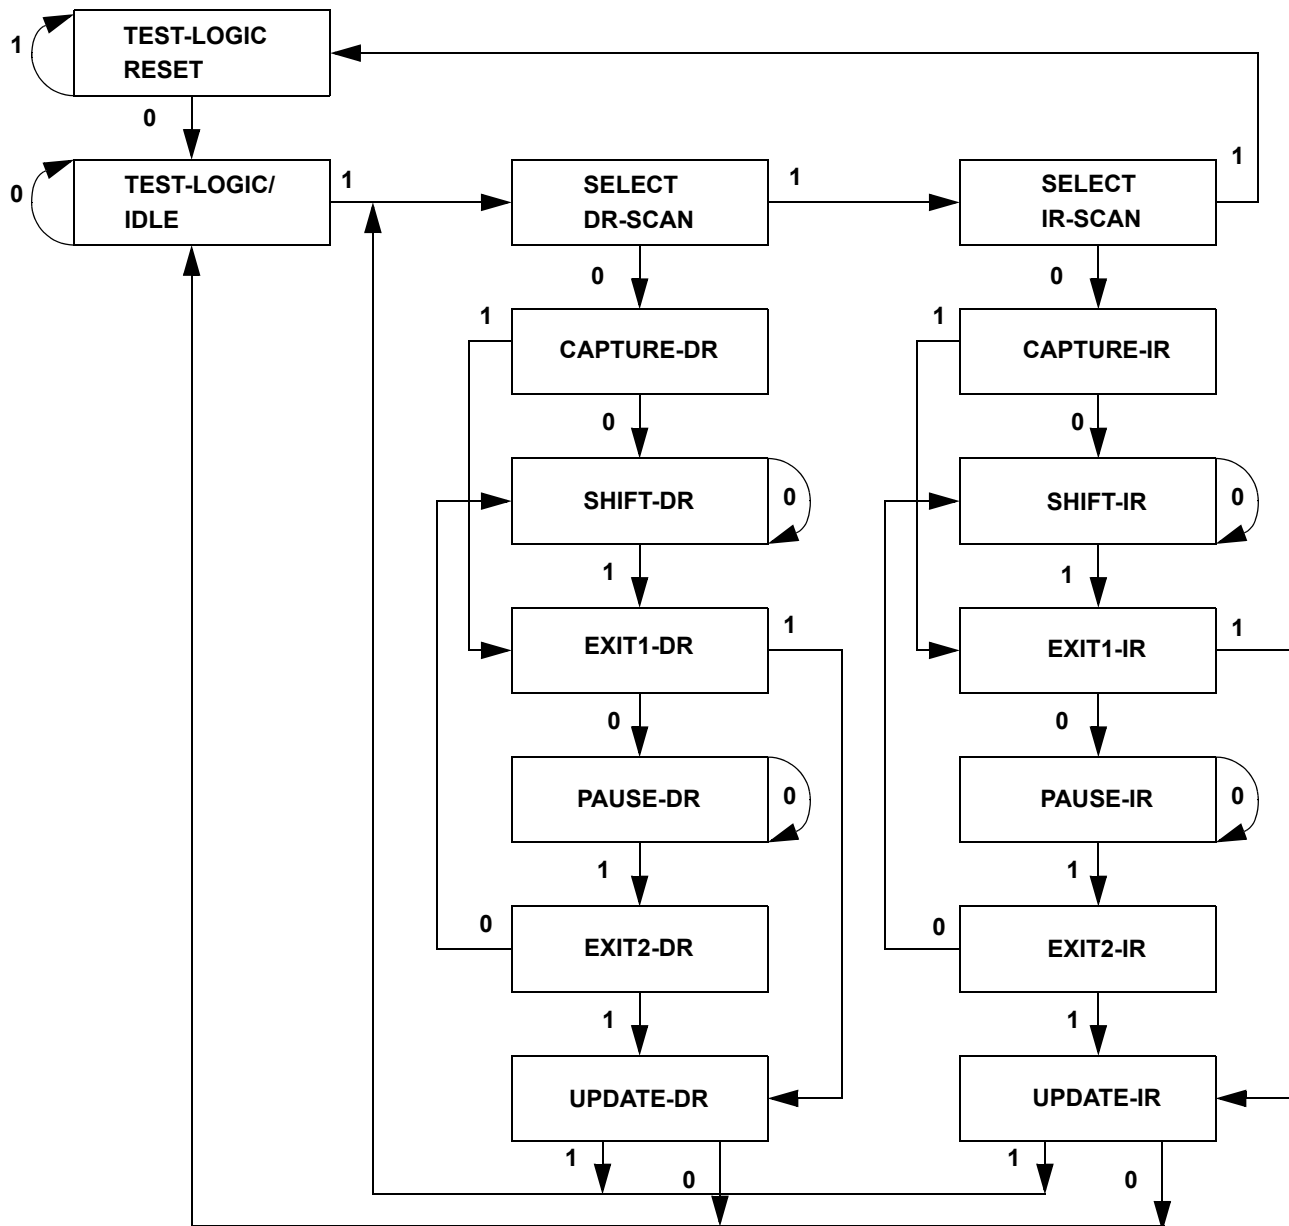 TEST-LOGIC
RESET
1
0
TEST-LOGIC/
IDLE
0
1
SELECT
DR-SCAN
1
SELECT
IR-SCAN
1
0
0
1
CAPTURE-DR
1
CAPTURE-IR
0
0
SHIFT-DR
0
SHIFT-IR
0
1
1
EXIT1-DR
1
EXIT1-IR
1
0
0
PAUSE-DR
0
PAUSE-IR
0
1
1
0
EXIT2-DR
0
EXIT2-IR
1
1
UPDATE-DR
UPDATE-IR
1
0
1
0